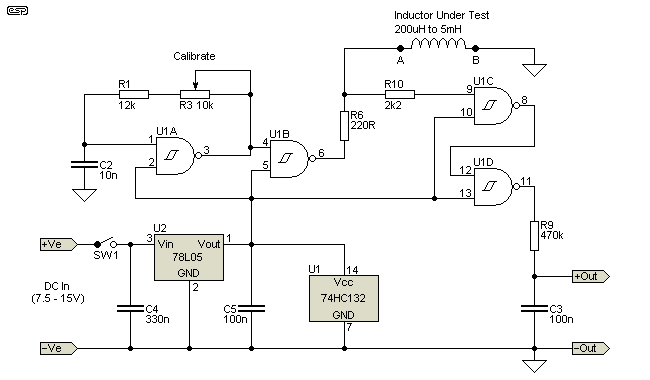 esp
Inductor Under Test
200uH to 5mH
A
B
Calibrate
R1
12k
R3 10k
R10
2k2
U1C
9
10
8
R6
220R
U1A
1
2
3
U1B
4
5
6
C2
10n
U1D
12
13
11
R9
470k
+Ve
SW1
U2
3
Vin
Vout
1
78L05
GND
2
DC In
(7.5 - 15V)
C4
330n
C5
100n
U1
14
Vcc
74HC132
GND
7
+Out
C3
100n
-Ve
-Out